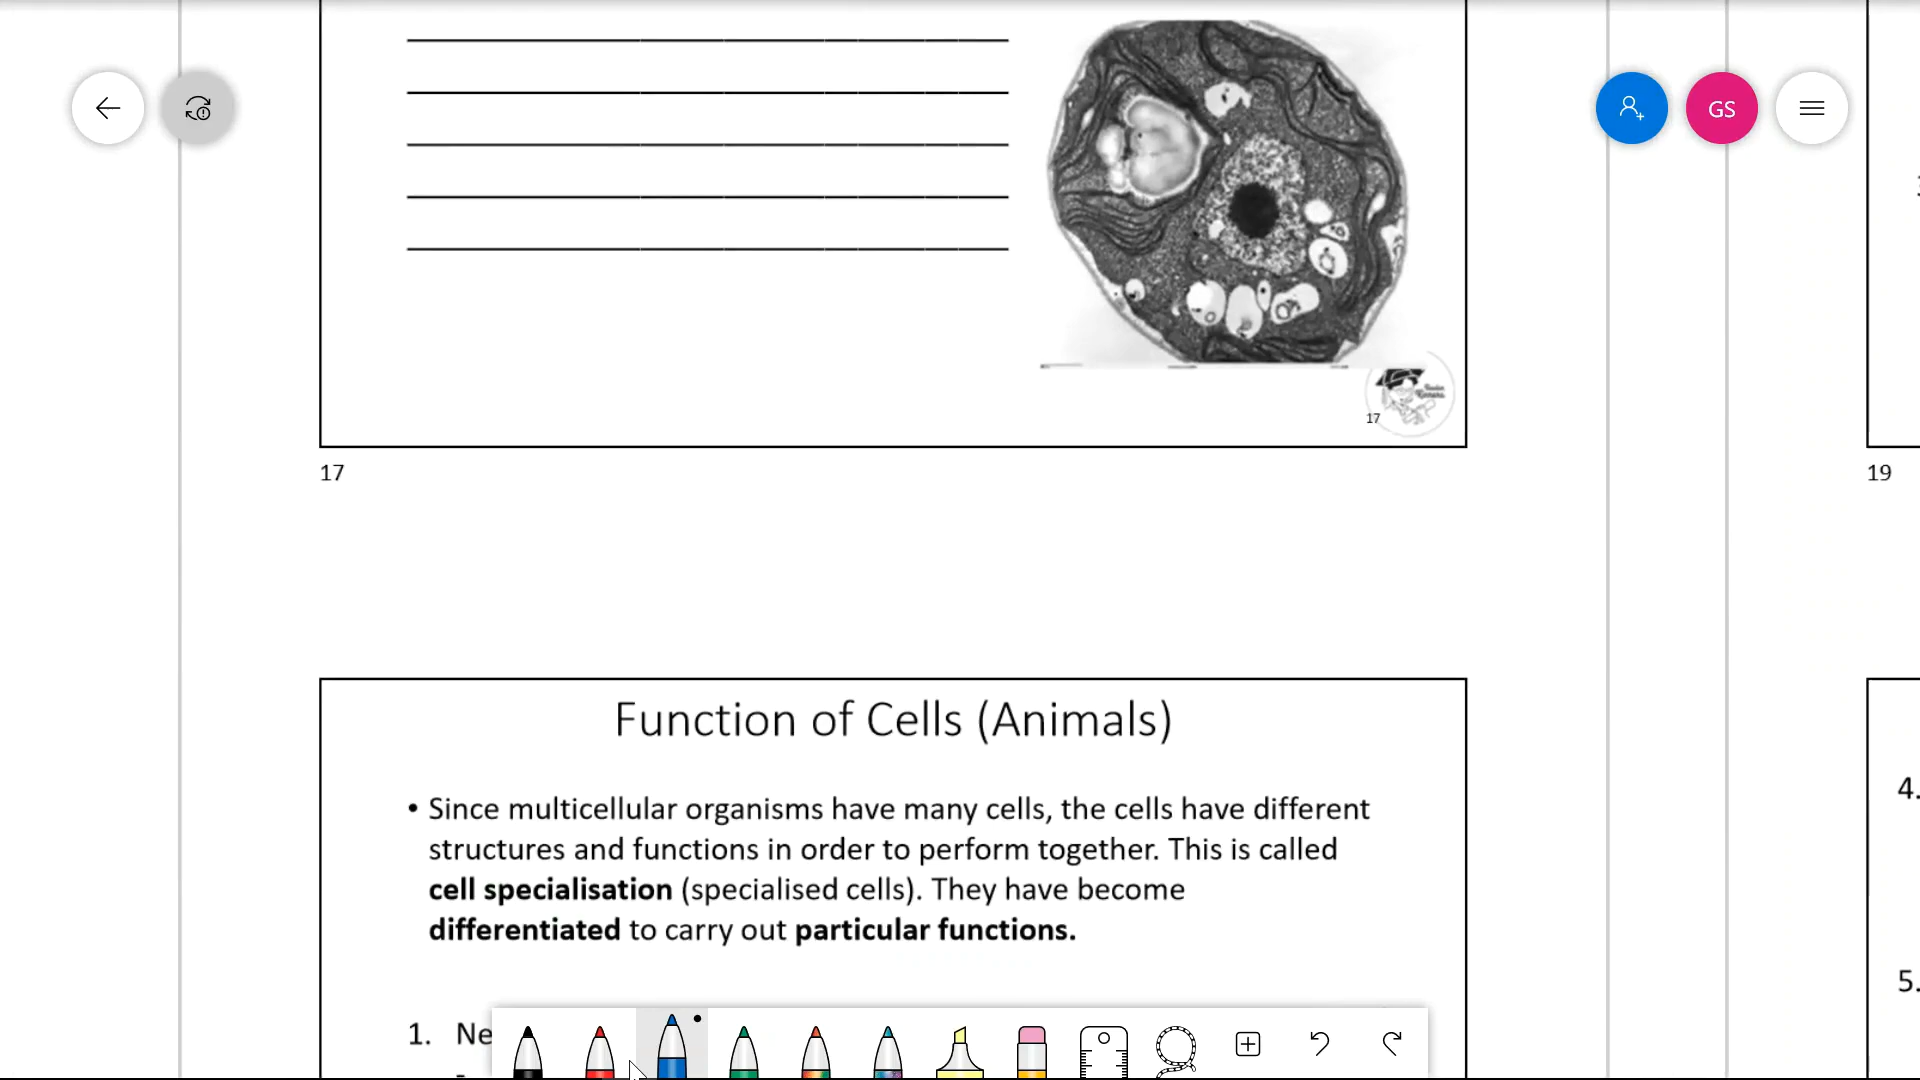 GS
17
17
19
Function of Cells (Animals)
• Since multicellular organisms have many cells, the cells have different
structures and functions in order to perform together. This is called
cell specialisation (specialised cells). They have become
differentiated to carry out particular functions.
4.
1. Ne
5.